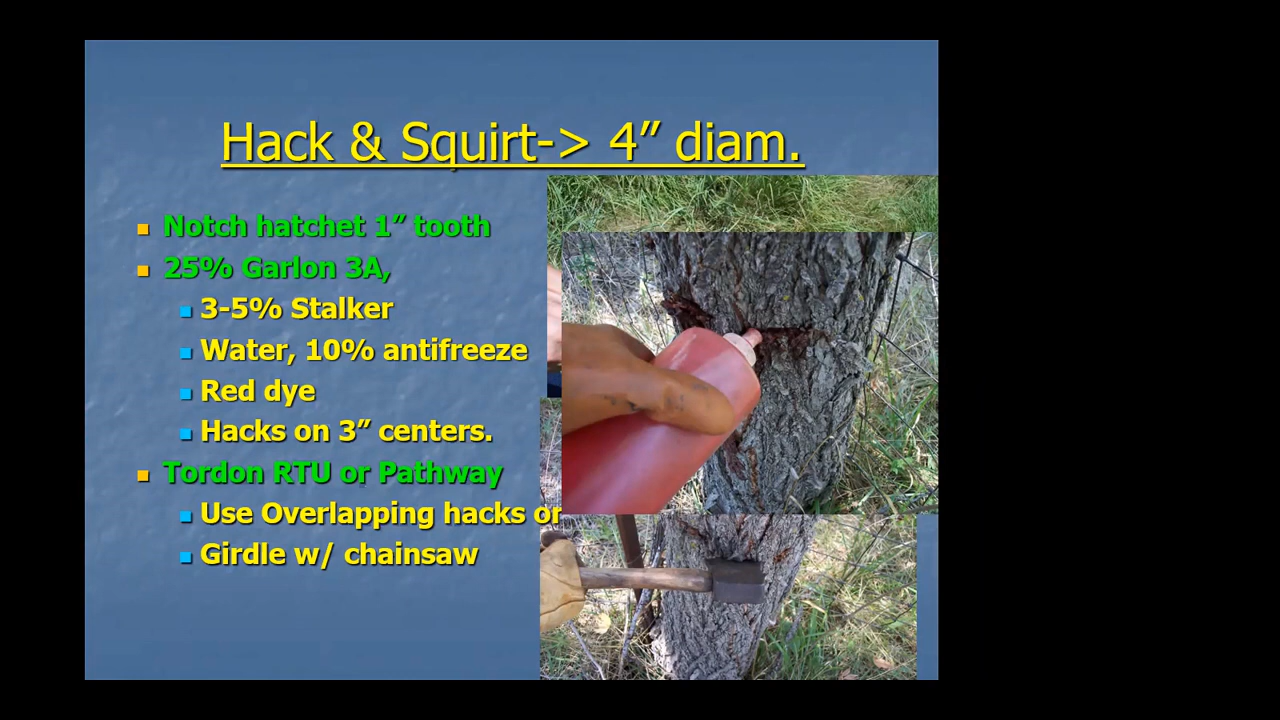 Hack & Squirt-> 4” diam.
Notch hatchet 1” tooth
25% Garlon 3A,
3-5% Stalker
Water, 10% antifreeze
Red dye
Hacks on 3” centers.
Tordon RTU or Pathway
Use Overlapping hacks or
Girdle w/ chainsaw